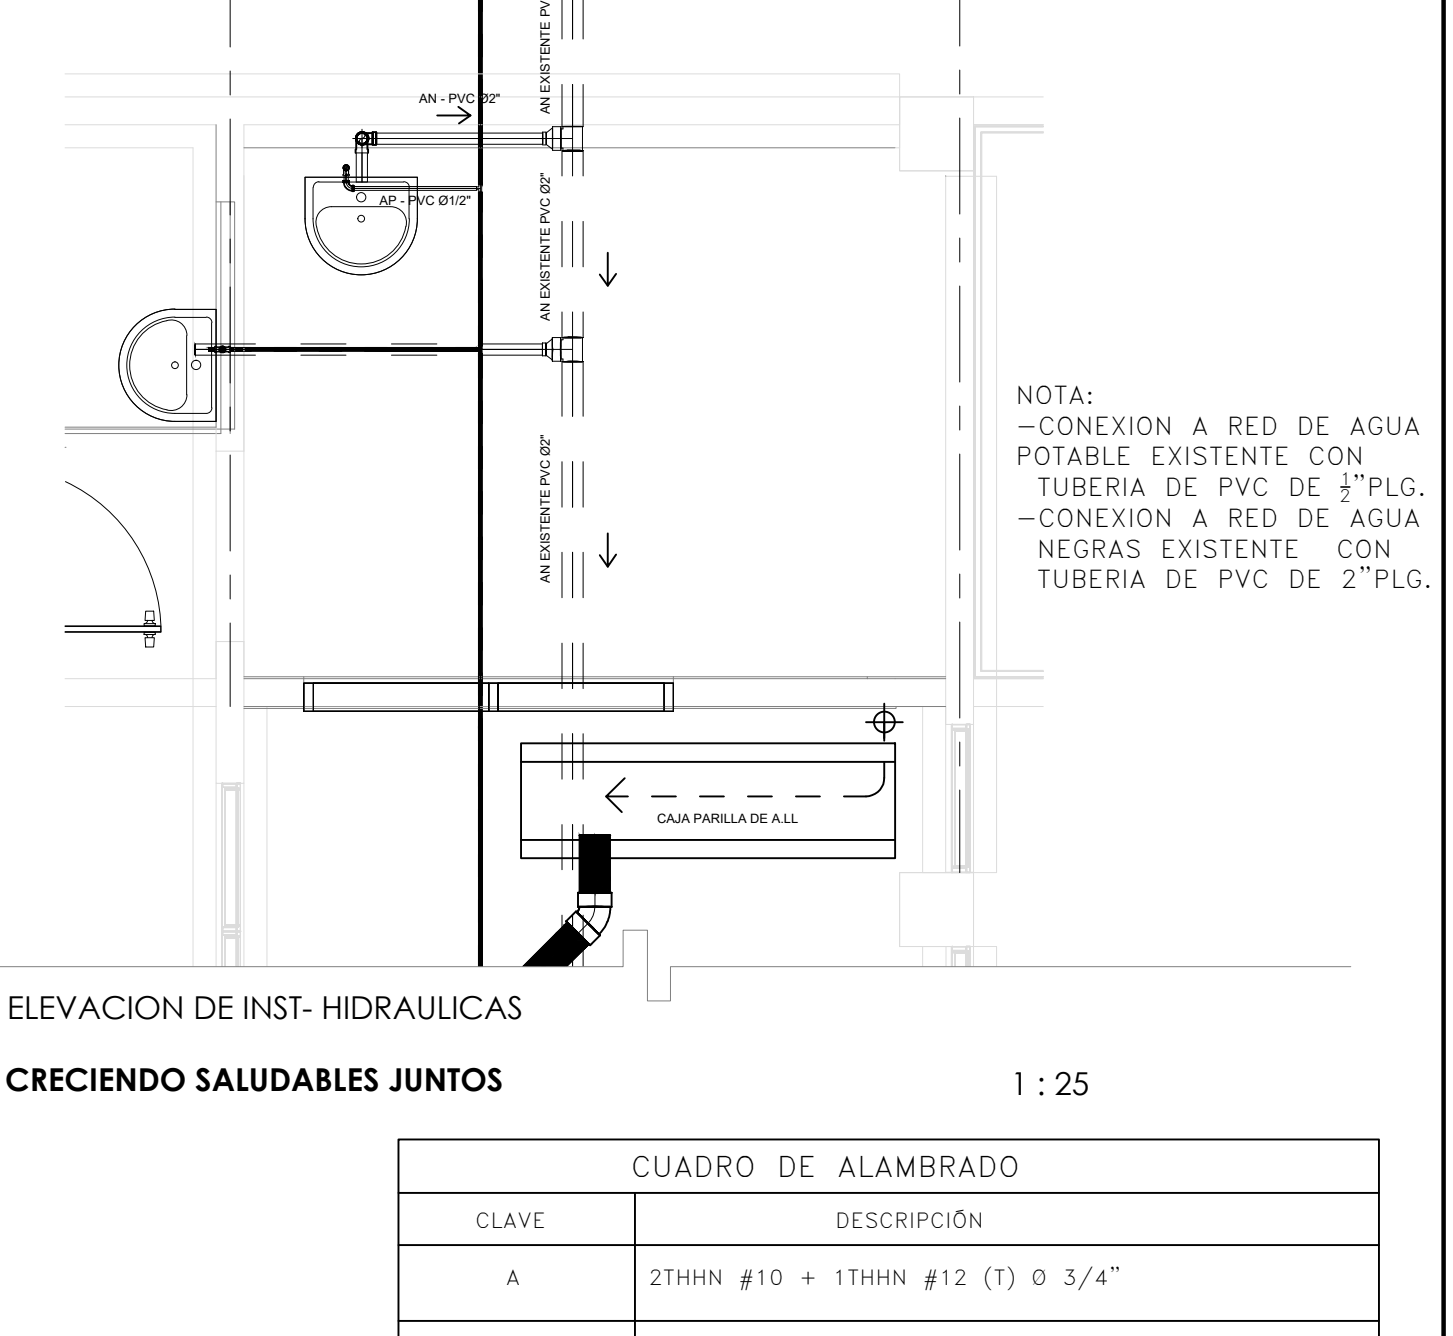 AN EXISTENTE PV
AN - PVC Ø2"
AP - PVC Ø1/2"
AN EXISTENTE PVC Ø2"
AN EXISTENTE PVC Ø2"
NOTA:
-CONEXION A RED DE AGUA
POTABLE EXISTENTE CON
TUBERIA DE PVC DE ½"PLG.
-CONEXION A RED DE AGUA
NEGRAS EXISTENTE CON
TUBERIA DE PVC DE 2"PLG.
CAJA PARILLA DE A.LL
ELEVACION DE INST- HIDRAULICAS
CRECIENDO SALUDABLES JUNTOS
1 : 25
CUADRO DE ALAMBRADO
CLAVE
DESCRIPCIÓN
A
2THHN #10 + 1THHN #12 (T) Ø 3/4"